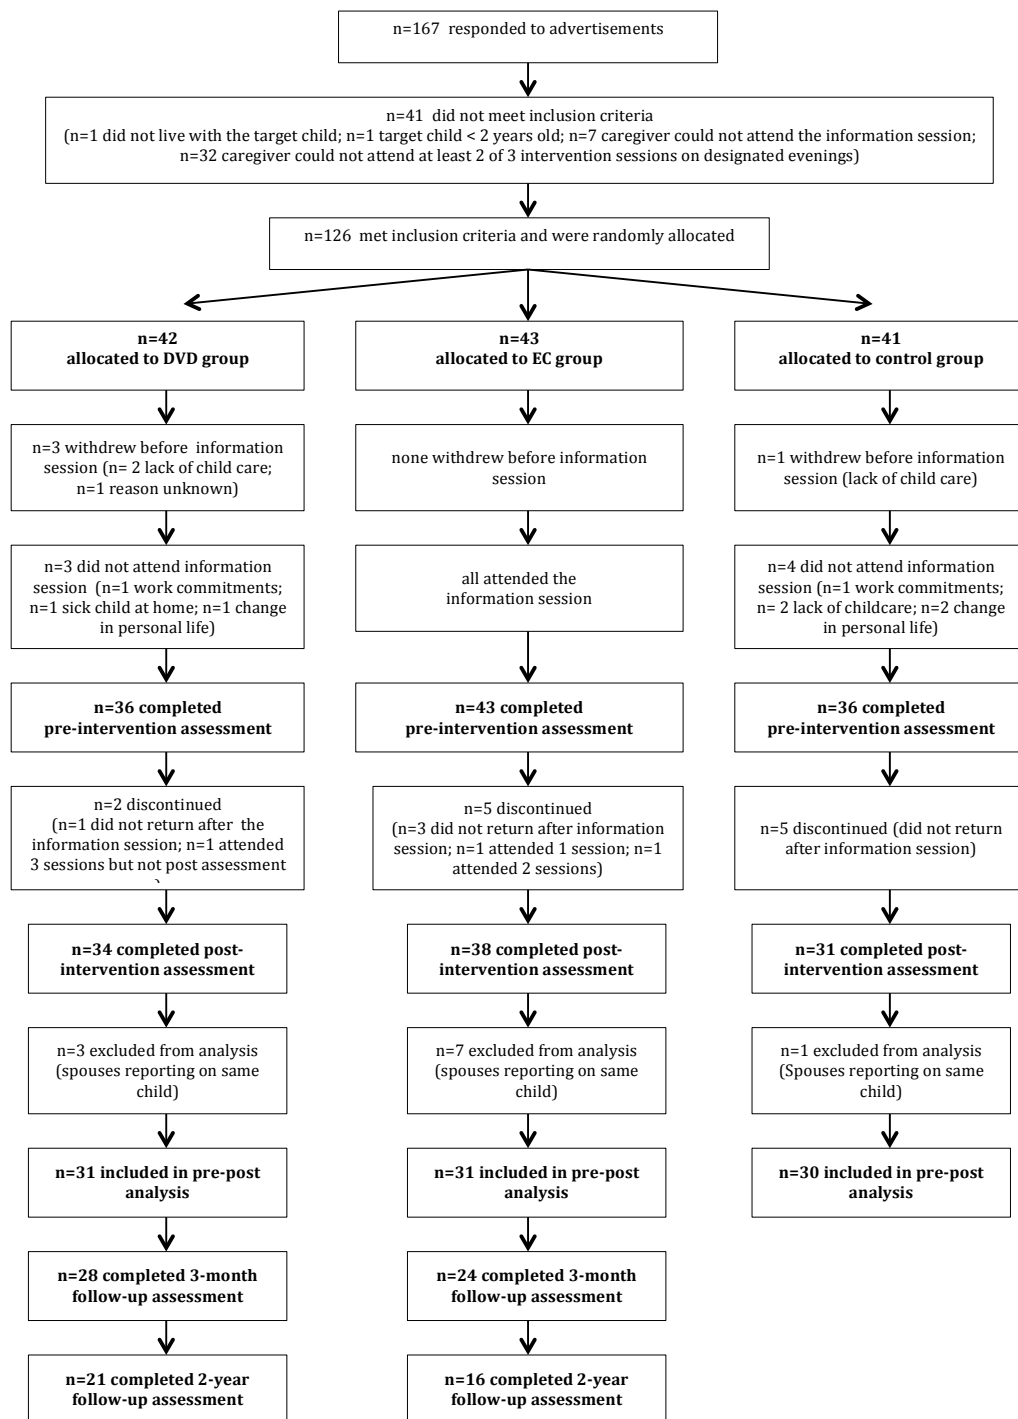 n=167  responded to advertisements
n=41  did not meet inclusion criteria
(n=1 did not live with the target child; n=1 target child < 2 years old; n=7 caregiver could not attend the information session;
n=32 caregiver could not attend at least 2 of 3 intervention sessions on designated evenings)
n=126  met inclusion criteria and were randomly allocated
n=42
allocated to DVD group
n=43
allocated to EC group
n=41
allocated to control group
n=3 withdrew before  information
session (n= 2 lack of child care;
n=1 reason unknown)
none withdrew before information
session
n=1 withdrew before information
session (lack of child care)
n=3 did not attend information
session  (n=1 work commitments;
n=1 sick child at home; n=1 change
in personal life)
all attended the
information session
n=4 did not attend information
session (n=1 work commitments;
n= 2 lack of childcare; n=2 change
in personal life)
n=36 completed
pre-intervention assessment
n=43 completed
pre-intervention assessment
n=36 completed
pre-intervention assessment
n=2 discontinued
(n=1 did not return after  the
information session; n=1 attended
3 sessions but not post assessment
n=5 discontinued
(n=3 did not return after information
session; n=1 attended 1 session; n=1
attended 2 sessions)
n=5 discontinued (did not return
after information session)
n=34 completed post-
intervention assessment
n=38 completed post-
intervention assessment
n=31 completed post-
intervention assessment
n=3 excluded from analysis
(spouses reporting on same
child)
n=7 excluded from analysis
(spouses reporting on same
child)
n=1 excluded from analysis
(Spouses reporting on same
child)
n=31 included in pre-post
analysis
n=31 included in pre-post
analysis
n=30 included in pre-post
analysis
n=28 completed 3-month
follow-up assessment
n=24 completed 3-month
follow-up assessment
n=21 completed 2-year
follow-up assessment
n=16 completed 2-year
follow-up assessment